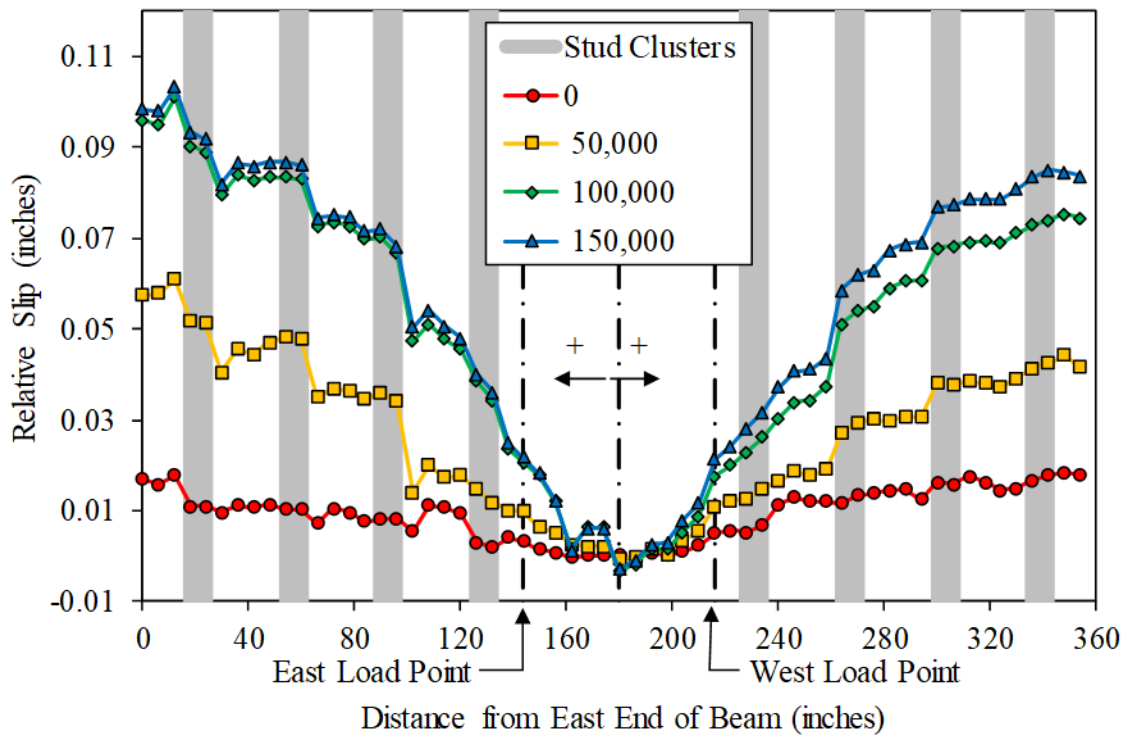 0.11
0.09
0.07
0.05
0.03
0.01
-0.01
Relative Slip (inches)
Stud Clusters
0
50,000
100,000
150,000
+ +
0 40 80 120 160 200 240 280 320 360
East Load Point West Load Point
Distance from East End of Beam (inches)